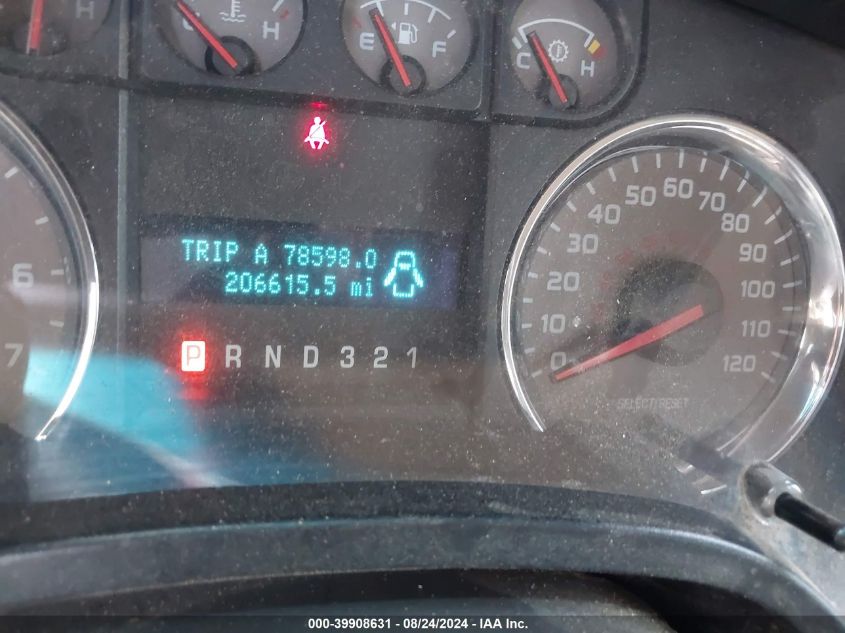 H
C H
E F
C H
TRIP A 78598.0
206615.5 mi
P R N D 3 2 1
6
7
0 10 20 30 40 50 60 70 80 90 100 110 120
SELECT/RESET
000-39908631 - 08/24/2024 - IAA Inc.